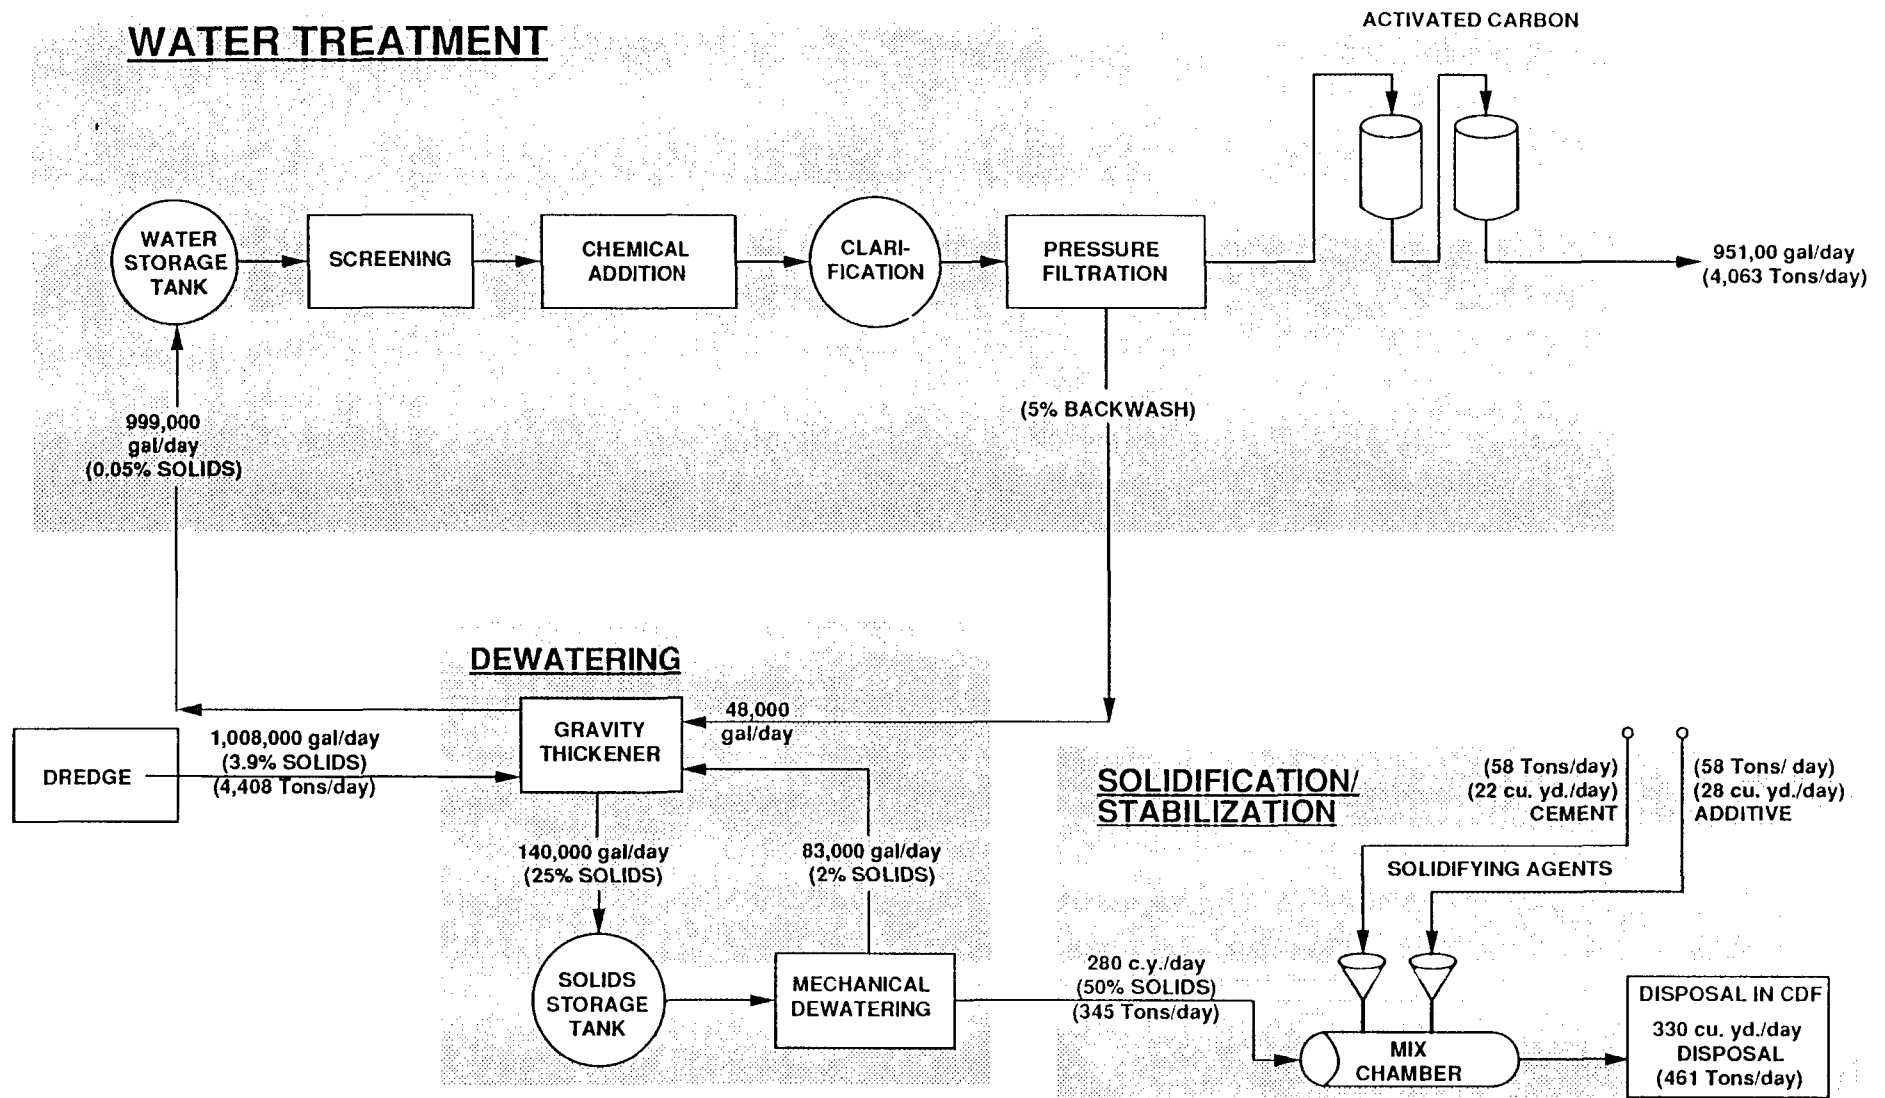 ACTIVATED CARBON
WATER TREATMENT
WATER
STORAGE
TANK
SCREENING
CHEMICAL
ADDITION
CLARI-
FICATION
PRESSURE
FILTRATION
951,00 gal/day
(4,063 Tons/day)
(5% BACKWASH)
999,000
gal/day
(0.05% SOLIDS)
DEWATERING
GRAVITY
THICKENER
48,000
gal/day
DREDGE
1,008,000 gal/day
(3.9% SOLIDS)
(4,408 Tons/day)
140,000 gal/day
(25% SOLIDS)
83,000 gal/day
(2% SOLIDS)
SOLIDS
STORAGE
TANK
MECHANICAL
DEWATERING
SOLIDIFICATION/
STABILIZATION
(58 Tons/day)
(22 cu. yd./day)
CEMENT
(58 Tons/ day)
(28 cu. yd./day)
ADDITIVE
SOLIDIFYING AGENTS
280 c.y./day
(50% SOLIDS)
(345 Tons/day)
MIX
CHAMBER
DISPOSAL IN CDF
330 cu. yd./day
DISPOSAL
(461 Tons/day)